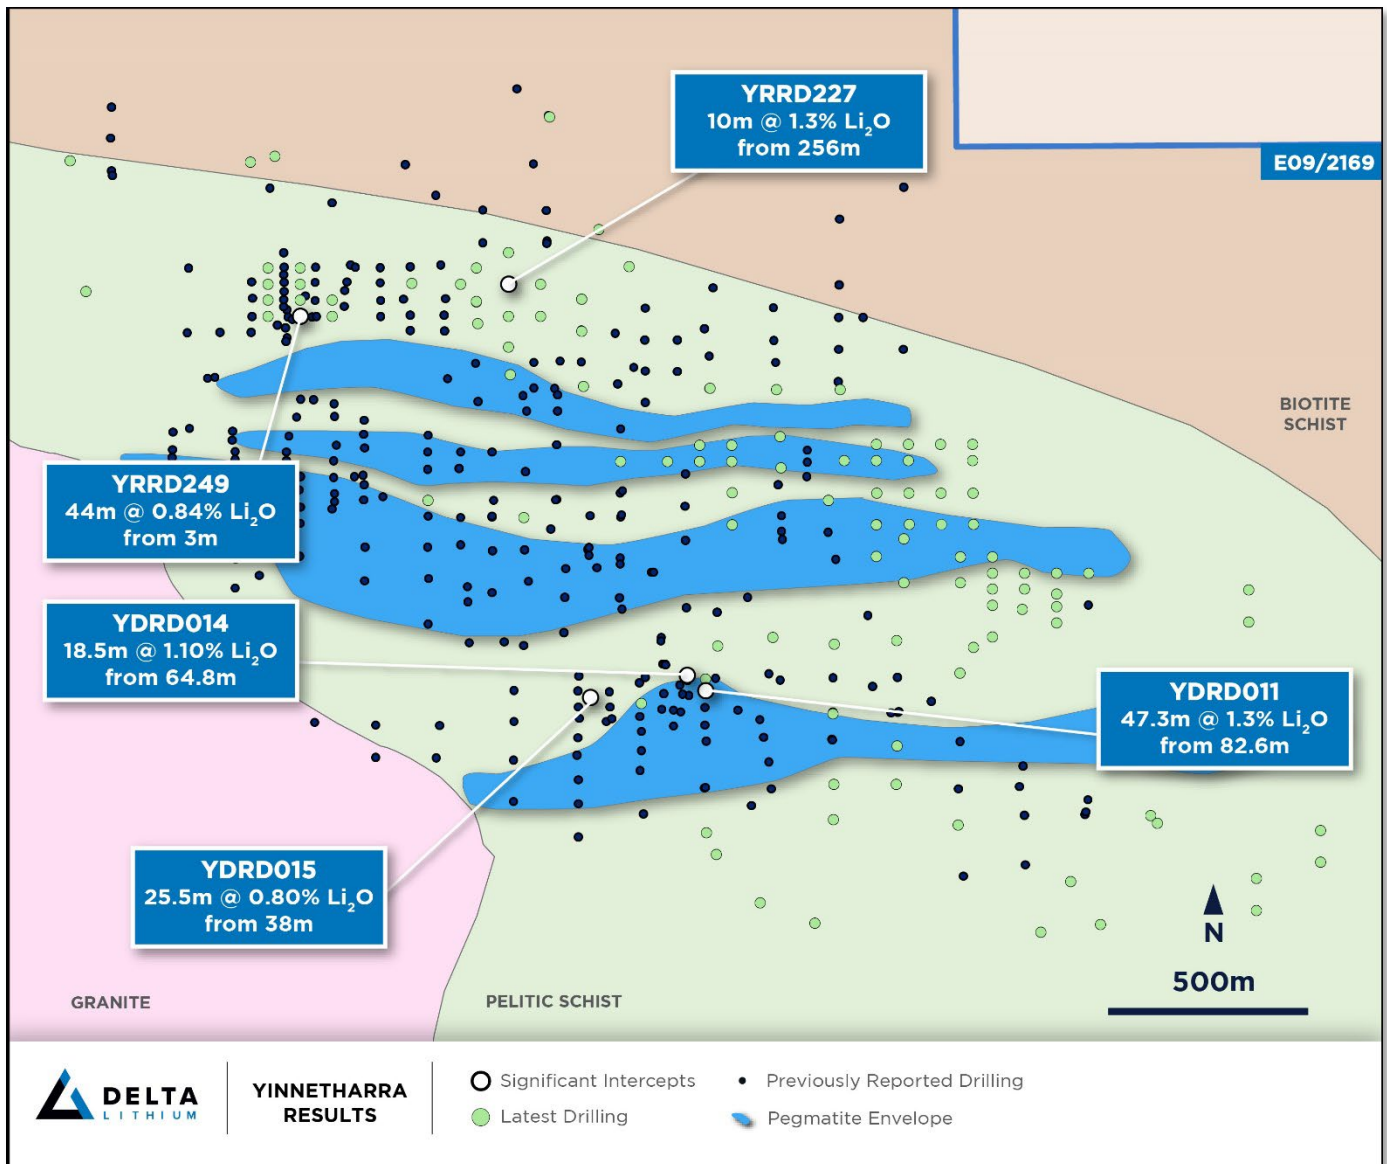 YRRD227
10m @ 1.3% Li₂O
from 256m
E09/2169
BIOTITE
SCHIST
YRRD249
44m @ 0.84% Li₂O
from 3m
YDRD014
18.5m @ 1.10% Li₂O
from 64.8m
YDRD011
47.3m @ 1.3% Li₂O
from 82.6m
YDRD015
25.5m @ 0.80% Li₂O
from 38m
N
500m
GRANITE
PELITIC SCHIST
DELTA
LITHIUM
YINNETHARRA
RESULTS
Significant Intercepts
Previously Reported Drilling
Latest Drilling
Pegmatite Envelope